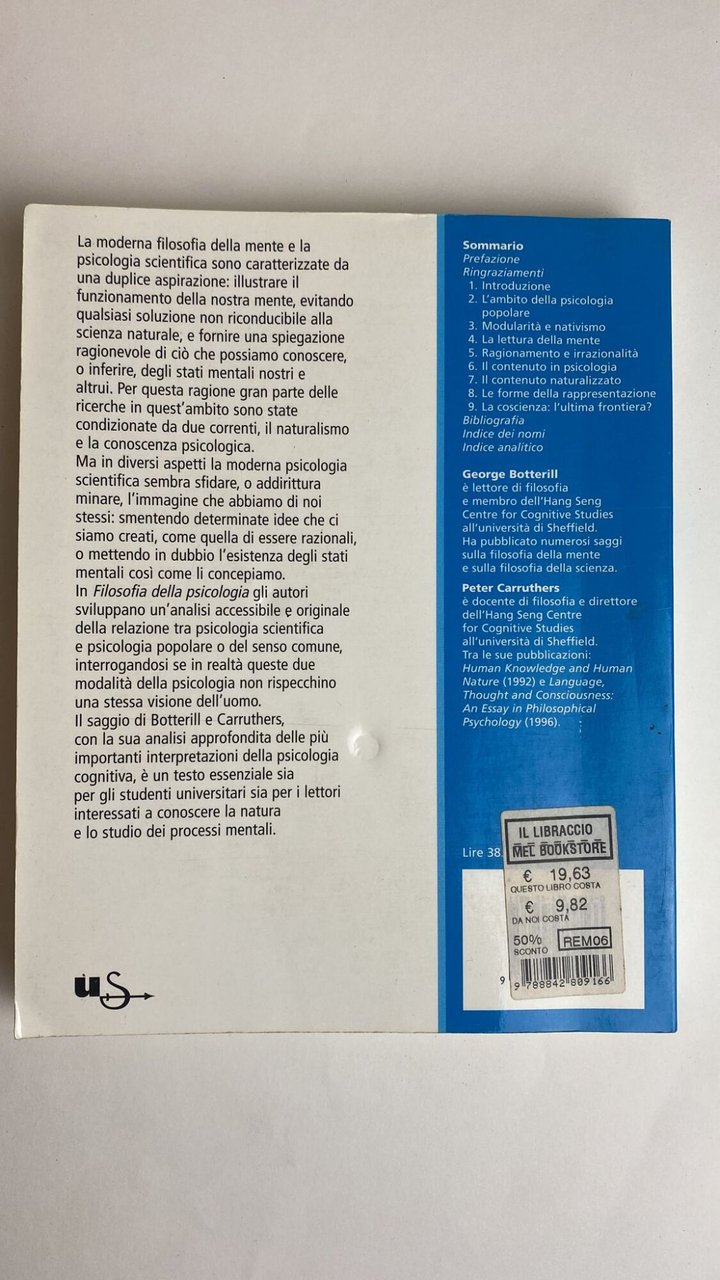 La moderna filosofia della mente e la
psicologia scientifica sono caratterizzate da
una duplice aspirazione: illustrare il
funzionamento della nostra mente, evitando
qualsiasi soluzione non riconducibile alla
scienza naturale, e fornire una spiegazione
ragionevole di ciò che possiamo conoscere,
o inferire, degli stati mentali nostri e
altrui. Per questa ragione gran parte delle
ricerche in quest'ambito sono state
condizionate da due correnti, il naturalismo
e la conoscenza psicologica.
Ma in diversi aspetti la moderna psicologia
scientifica sembra sfidare, o addirittura
minare, l'immagine che abbiamo di noi
stessi: smentendo determinate idee che ci
siamo creati, come quella di essere razionali,
o mettendo in dubbio l'esistenza degli stati
mentali così come li concepiamo.
In Filosofia della psicologia gli autori
sviluppano un'analisi accessibile e originale
della relazione tra psicologia scientifica
e psicologia popolare o del senso comune,
interrogandosi se in realtà queste due
modalità della psicologia non rispecchino
una stessa visione dell'uomo.
Il saggio di Botterill e Carruthers,
con la sua analisi approfondita delle più
importanti interpretazioni della psicologia
cognitiva, è un testo essenziale sia
per gli studenti universitari sia per i lettori
interessati a conoscere la natura
e lo studio dei processi mentali.
uS
Sommario
Prefazione
Ringraziamenti
1. Introduzione
2. L'ambito della psicologia
popolare
3. Modularità e nativismo
4. La lettura della mente
5. Ragionamento e irrazionalità
6. Il contenuto in psicologia
7. Il contenuto naturalizzato
8. Le forme della rappresentazione
9. La coscienza: l'ultima frontiera?
Bibliografia
Indice dei nomi
Indice analitico
George Botterill
è lettore di filosofia
e membro dell'Hang Seng
Centre for Cognitive Studies
all'università di Sheffield.
Ha pubblicato numerosi saggi
sulla filosofia della mente
e sulla filosofia della scienza.
Peter Carruthers
è docente di filosofia e direttore
dell'Hang Seng Centre
for Cognitive Studies
all'università di Sheffield.
Tra le sue pubblicazioni:
Human Knowledge and Human
Nature (1992) e Language,
Thought and Consciousness:
An Essay in Philosophical
Psychology (1996).
Lire 38.
IL LIBRACCIO
MEL BOOKSTORE
€ 19,63
QUESTO LIBRO COSTA
€ 9,82
DA NOI COSTA
50% REM06
SCONTO
9
9 788842 809166